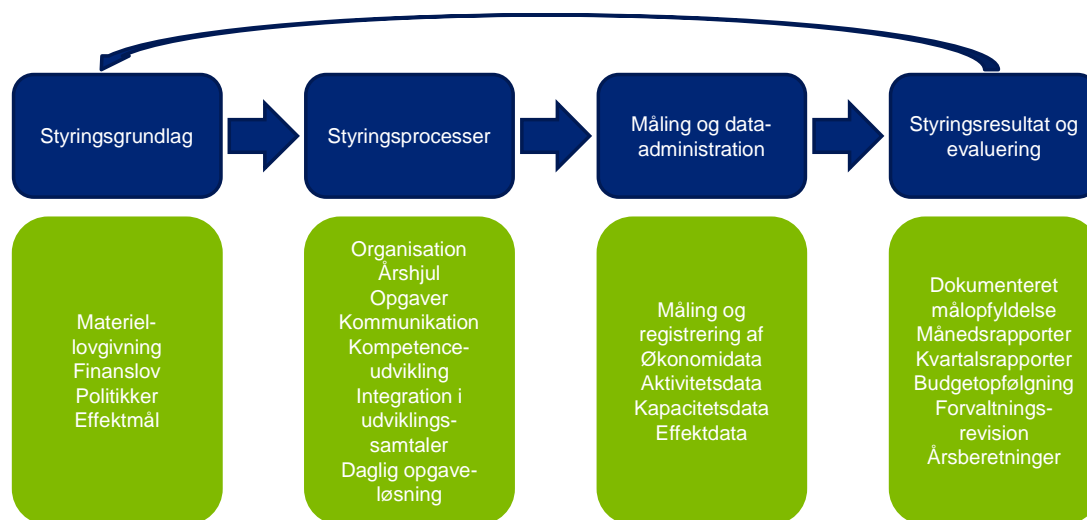 Styringsgrundlag
Styringsprocesser
Måling og data-
administration
Styringsresultat og
evaluering
Materiel-
lovgivning
Finanslov
Politikker
Effektmål
Organisation
Årshjul
Opgaver
Kommunikation
Kompetence-
udvikling
Integration i
udviklings-
samtaler
Daglig opgave-
løsning
Måling og
registrering af
Økonomidata
Aktivitetsdata
Kapacitetsdata
Effektdata
Dokumenteret
målopfyldelse
Månedsrapporter
Kvartalsrapporter
Budgetopfølgning
Forvaltnings-
revision
Årsberetninger